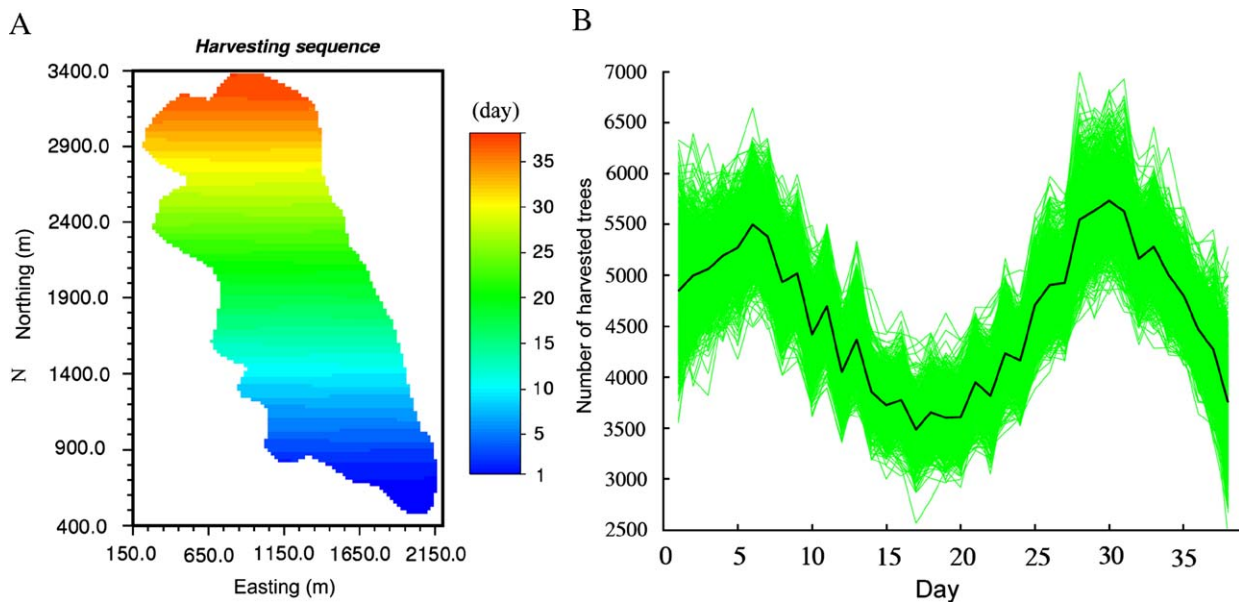 A
Harvesting sequence
3400.0
2900.0
2400.0
1900.0
1400.0
900.0
400.0
N Northing (m)
150.0 650.0 1150.0 1650.0 2150.0
Easting (m)
(day)
35
30
25
20
15
10
5
1
B
7000
6500
6000
5500
5000
4500
4000
3500
3000
2500
Number of harvested trees
0 5 10 15 20 25 30 35
Day